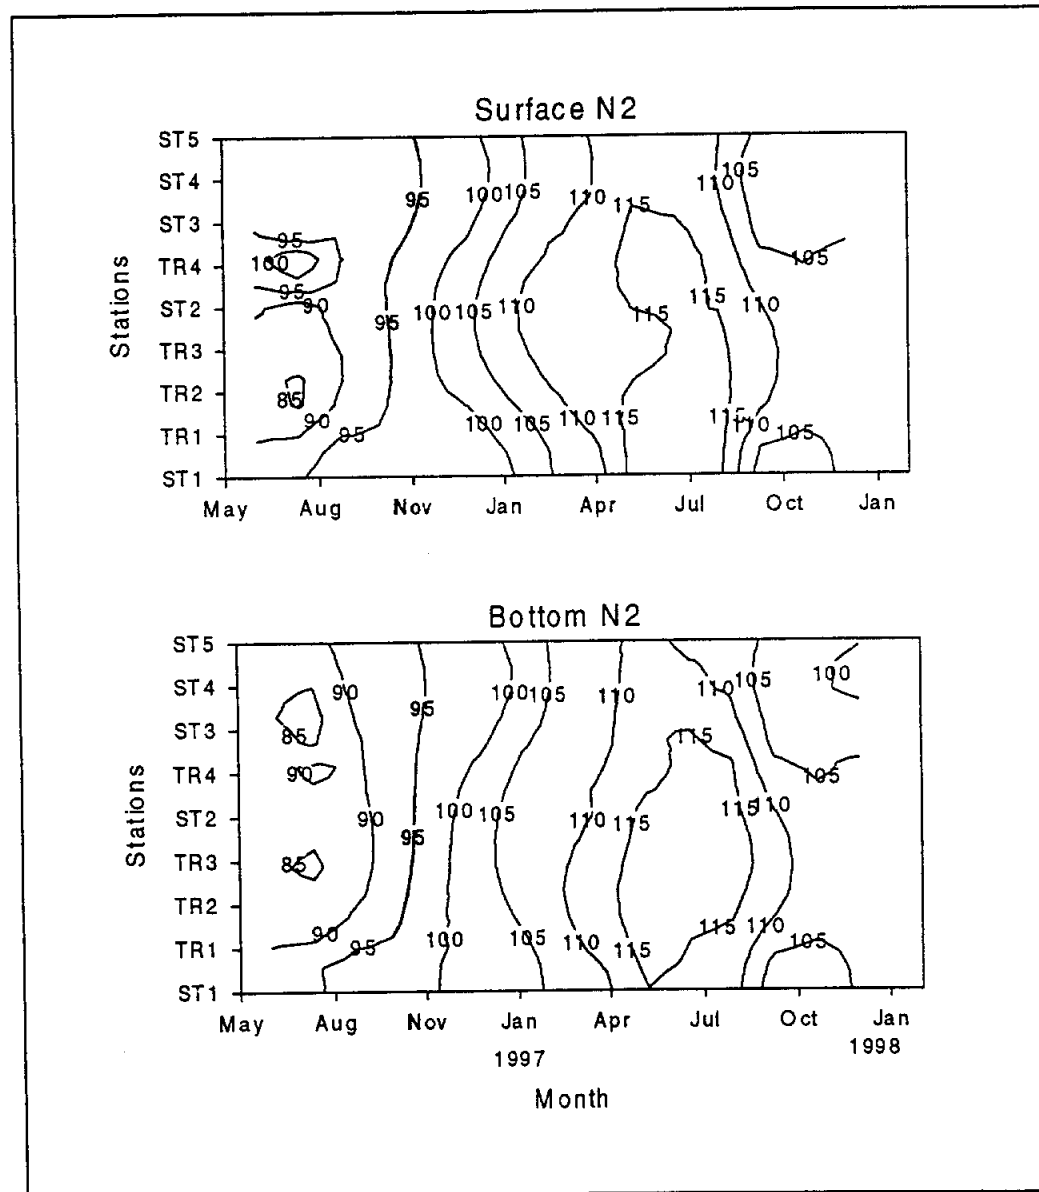 Surface N2
ST5
ST4 105 110
95 100 105 110 115
ST3
95 105
TR4 100
95 115
ST2 90 100 105 110 115 110
95
TR3
TR2 85
90 100 105 110 115 115 110
TR1 95 105
ST1
May Aug Nov Jan Apr Jul Oct Jan
Stations
Bottom N2
ST5
ST4 90 100 105 110 110 105 100
95
ST3 85 115
TR4 90 105
ST2 90 100 105 110 115 115 110
95
TR3 85
TR2
90 100 105 110 115 110
TR1 95 115 105
ST1
May Aug Nov Jan Apr Jul Oct Jan
1997 1998
Stations
Month